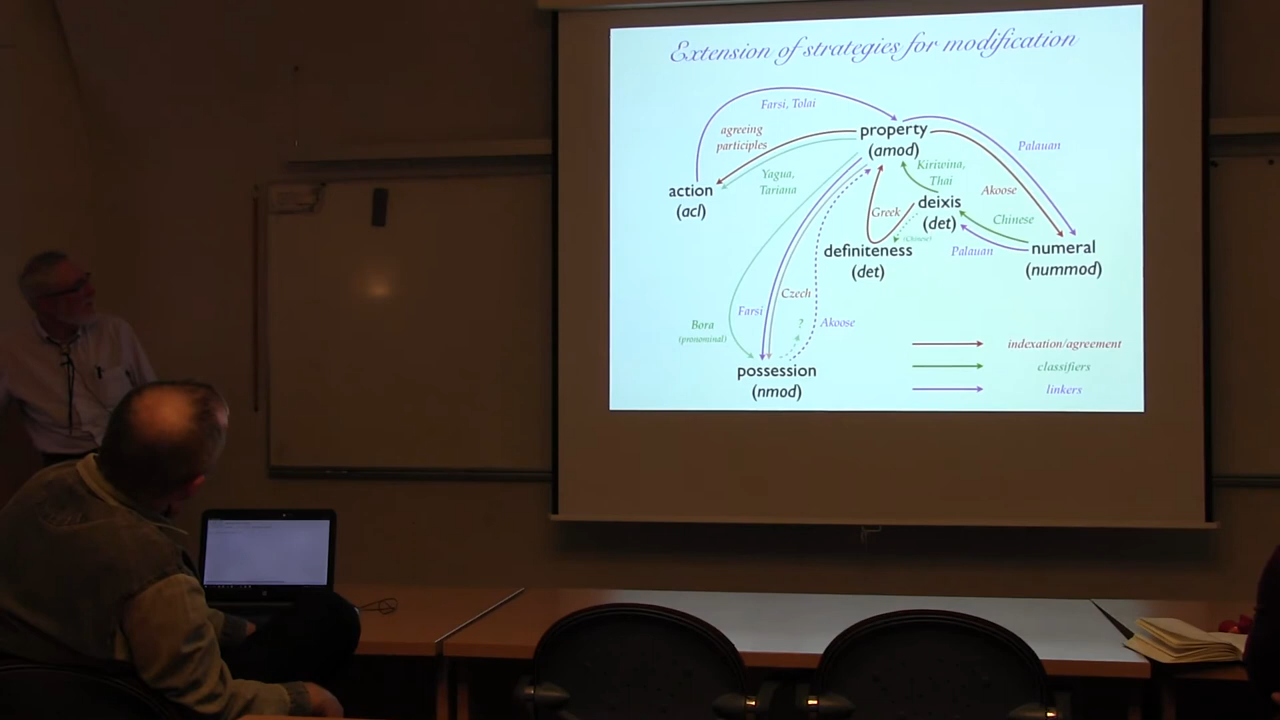 Extension of strategies for modification
Farsi, Tolai
agreeing
participles
property
(amod)
Palauan
Yagua,
Tariana
Kiriwina,
Thai
action
(acl)
Akoose
deixis
(det)
Greek
Chinese
(Chinese)
definiteness
(det)
Palauan
numeral
(nummod)
Czech
Farsi
Bora
(pronominal)
?
Akoose
possession
(nmod)
indexation/agreement
classifiers
linkers